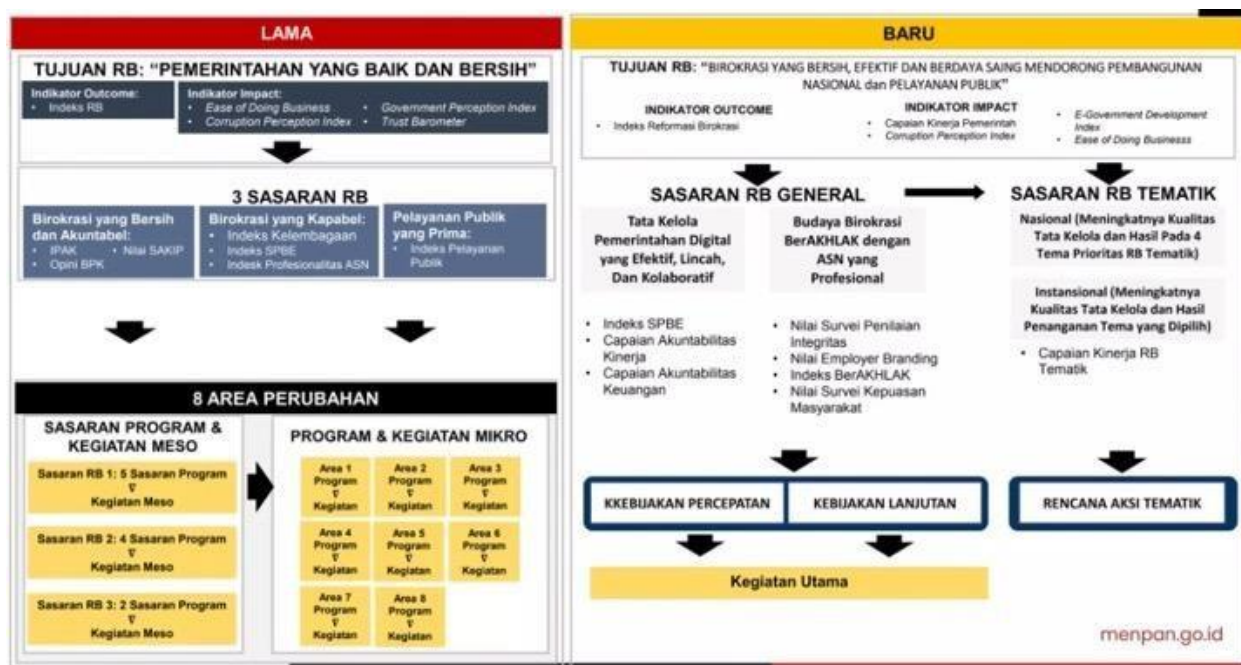 LAMA
TUJUAN RB: “PEMERINTAHAN YANG BAIK DAN BERSIH”
Indikator Outcome:
• Indeks RB
Indikator Impact:
• Ease of Doing Business
• Corruption Perception Index
• Government Perception Index
• Trust Barometer
3 SASARAN RB
Birokrasi yang Bersih
dan Akuntabel:
• IPAK
• Nilai SAKIP
• Opini BPK
Birokrasi yang Kapabel:
• Indeks Kelembagaan
• Indeks SPBE
• Indesk Profesionalitas ASN
Pelayanan Publik
yang Prima:
• Indeks Pelayanan
Publik
8 AREA PERUBAHAN
SASARAN PROGRAM &
KEGIATAN MESO
Sasaran RB 1: 5 Sasaran Program
∇
Kegiatan Meso
Sasaran RB 2: 4 Sasaran Program
∇
Kegiatan Meso
Sasaran RB 3: 2 Sasaran Program
∇
Kegiatan Meso
PROGRAM & KEGIATAN MIKRO
Area 1
Program
∇
Kegiatan
Area 2
Program
∇
Kegiatan
Area 3
Program
∇
Kegiatan
Area 4
Program
∇
Kegiatan
Area 5
Program
∇
Kegiatan
Area 6
Program
∇
Kegiatan
Area 7
Program
∇
Kegiatan
Area 8
Program
∇
Kegiatan
BARU
TUJUAN RB: “BIROKRASI YANG BERSIH, EFEKTIF DAN BERDAYA SAING MENDORONG PEMBANGUNAN
NASIONAL dan PELAYANAN PUBLIK”
INDIKATOR OUTCOME
• Indeks Reformasi Birokrasi
INDIKATOR IMPACT
• Capaian Kinerja Pemerintah
• Corruption Perception Index
• E-Government Development
Index
• Ease of Doing Businesss
SASARAN RB GENERAL
Tata Kelola
Pemerintahan Digital
yang Efektif, Lincah,
Dan Kolaboratif
• Indeks SPBE
• Capaian Akuntabilitas
Kinerja
• Capaian Akuntabilitas
Keuangan
Budaya Birokrasi
BerAKHLAK dengan
ASN yang
Profesional
• Nilai Survei Penilaian
Integritas
• Nilai Employer Branding
• Indeks BerAKHLAK
• Nilai Survei Kepuasan
Masyarakat
SASARAN RB TEMATIK
Nasional (Meningkatnya Kualitas
Tata Kelola dan Hasil Pada 4
Tema Prioritas RB Tematik)
Instansional (Meningkatnya
Kualitas Tata Kelola dan Hasil
Penanganan Tema yang Dipilih)
• Capaian Kinerja RB
Tematik
KKEBIJAKAN PERCEPATAN
KEBIJAKAN LANJUTAN
RENCANA AKSI TEMATIK
Kegiatan Utama
menpan.go.id